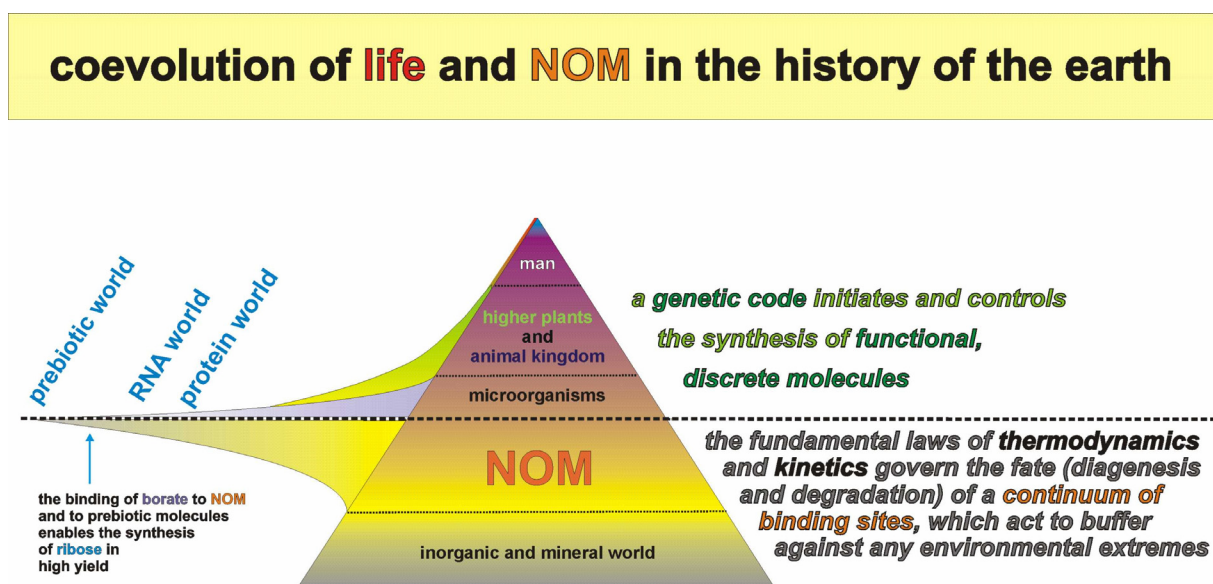 coevolution of life and NOM in the history of the earth
prebiotic world
RNA world
protein world
man
higher plants
and
animal kingdom
microorganisms
NOM
inorganic and mineral world
a genetic code initiates and controls
the synthesis of functional,
discrete molecules
the fundamental laws of thermodynamics
and kinetics govern the fate (diagenesis
and degradation) of a continuum of
binding sites, which act to buffer
against any environmental extremes
the binding of borate to NOM
and to prebiotic molecules
enables the synthesis
of ribose in
high yield